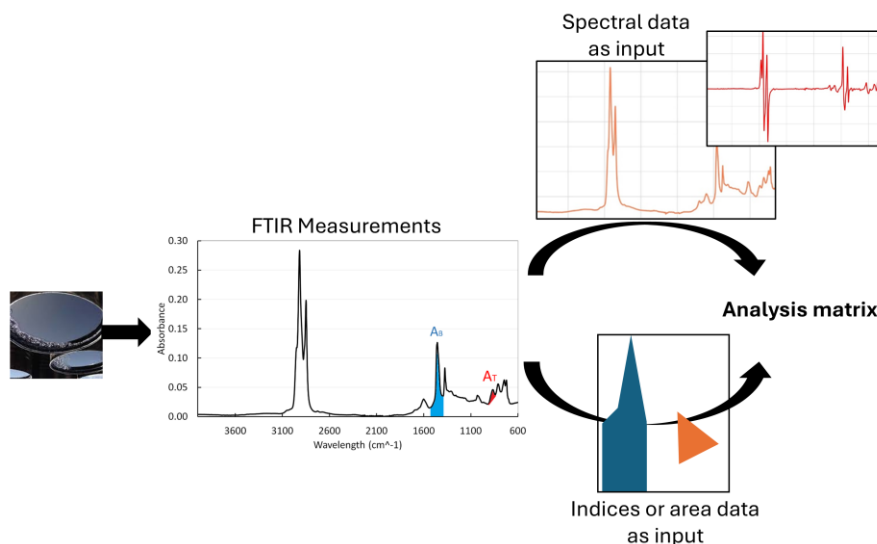 Spectral data
as input
FTIR Measurements
0.30
0.25
0.20
0.15
0.10
0.05
0.00
Absorbance
Aₐ
A_T
3600
3100
2600
2100
1600
1100
600
Wavelength (cm^-1)
Analysis matrix
Indices or area data
as input